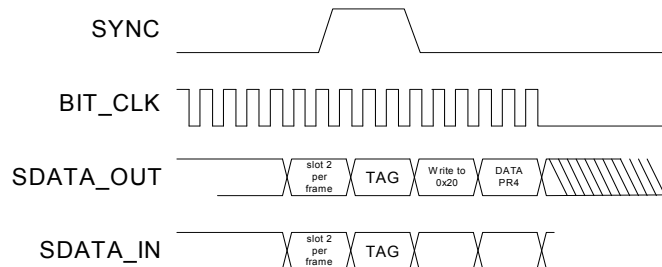 SYNC
BIT_CLK
SDATA_OUT
slot 2
per
frame
TAG
Write to
0x20
DATA
PR4
SDATA_IN
slot 2
per
frame
TAG